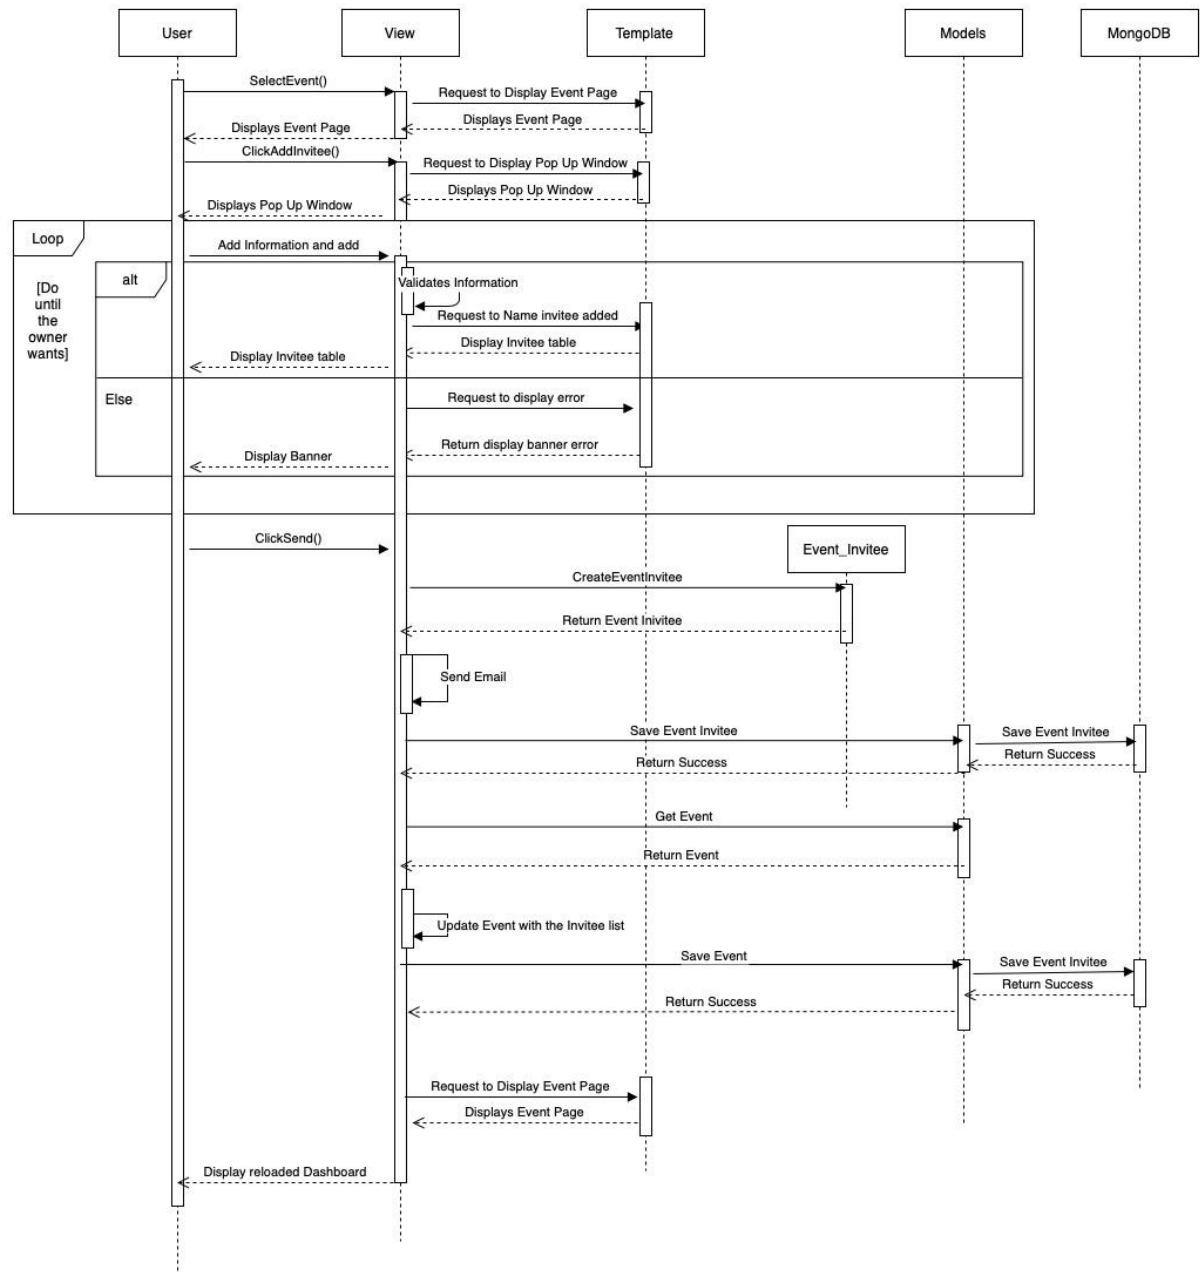 User
View
Template
Models
MongoDB
SelectEvent()
Request to Display Event Page
Displays Event Page
Displays Event Page
ClickAddInvitee()
Request to Display Pop Up Window
Displays Pop Up Window
Displays Pop Up Window
Loop
Add Information and add
[Do
until
the
owner
wants]
alt
Validates Information
Request to Name invitee added
Display Invitee table
Display Invitee table
Else
Request to display error
Return display banner error
Display Banner
ClickSend()
Event_Invitee
CreateEventInvitee
Return Event Inivitee
Send Email
Save Event Invitee
Save Event Invitee
Return Success
Return Success
Get Event
Return Event
Update Event with the Invitee list
Save Event
Save Event Invitee
Return Success
Return Success
Request to Display Event Page
Displays Event Page
Display reloaded Dashboard